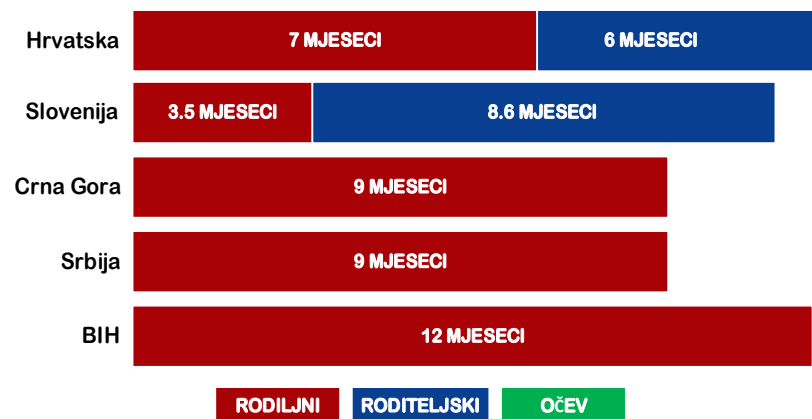 Hrvatska 7 MJESECI 6 MJESECI
Slovenija 3.5 MJESECI 8.6 MJESECI
Crna Gora 9 MJESECI
Srbija 9 MJESECI
BIH 12 MJESECI
RODILJNI RODITELJSKI OČEV